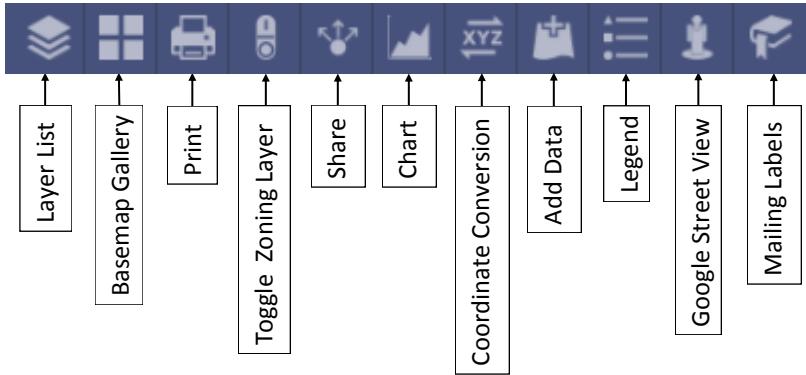 XYZ
Layer List
Basemap Gallery
Print
Toggle Zoning Layer
Share
Chart
Coordinate Conversion
Add Data
Legend
Google Street View
Mailing Labels